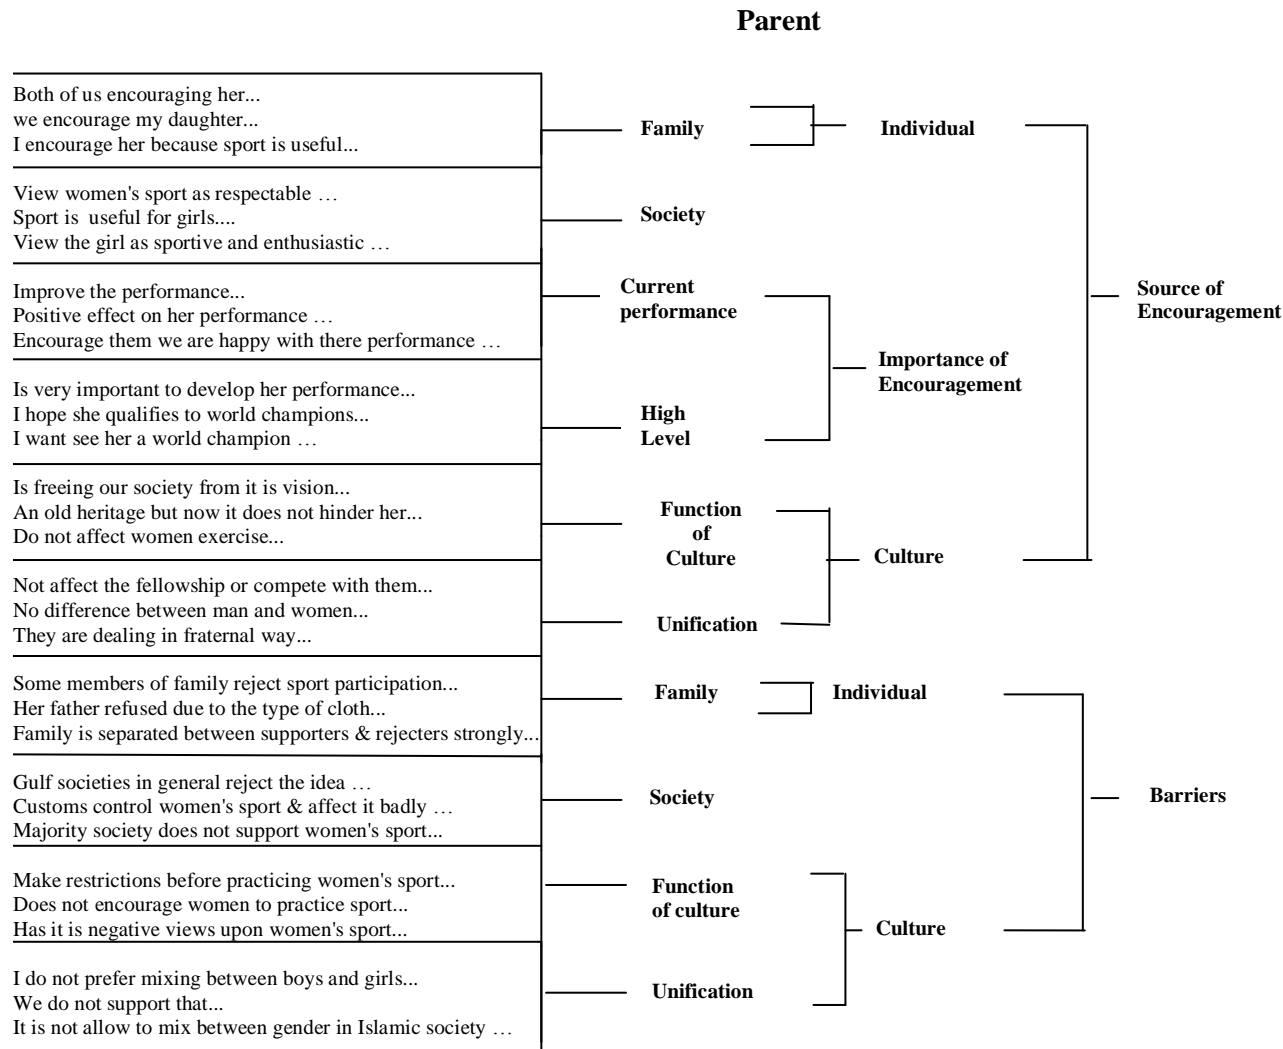 Parent
Both of us encouraging her...
we encourage my daughter...
I encourage her because sport is useful...
Family
Individual
View women's sport as respectable …
Sport is useful for girls....
View the girl as sportive and enthusiastic …
Society
Improve the performance...
Positive effect on her performance …
Encourage them we are happy with there performance …
Current
performance
Is very important to develop her performance...
I hope she qualifies to world champions...
I want see her a world champion …
High
Level
Importance of
Encouragement
Source of
Encouragement
Is freeing our society from it is vision...
An old heritage but now it does not hinder her...
Do not affect women exercise...
Function
of
Culture
Culture
Not affect the fellowship or compete with them...
No difference between man and women...
They are dealing in fraternal way...
Unification
Some members of family reject sport participation...
Her father refused due to the type of cloth...
Family is separated between supporters & rejecters strongly...
Family
Individual
Gulf societies in general reject the idea …
Customs control women's sport & affect it badly …
Majority society does not support women's sport...
Society
Barriers
Make restrictions before practicing women's sport...
Does not encourage women to practice sport...
Has it is negative views upon women's sport...
Function
of culture
Culture
I do not prefer mixing between boys and girls...
We do not support that...
It is not allow to mix between gender in Islamic society …
Unification